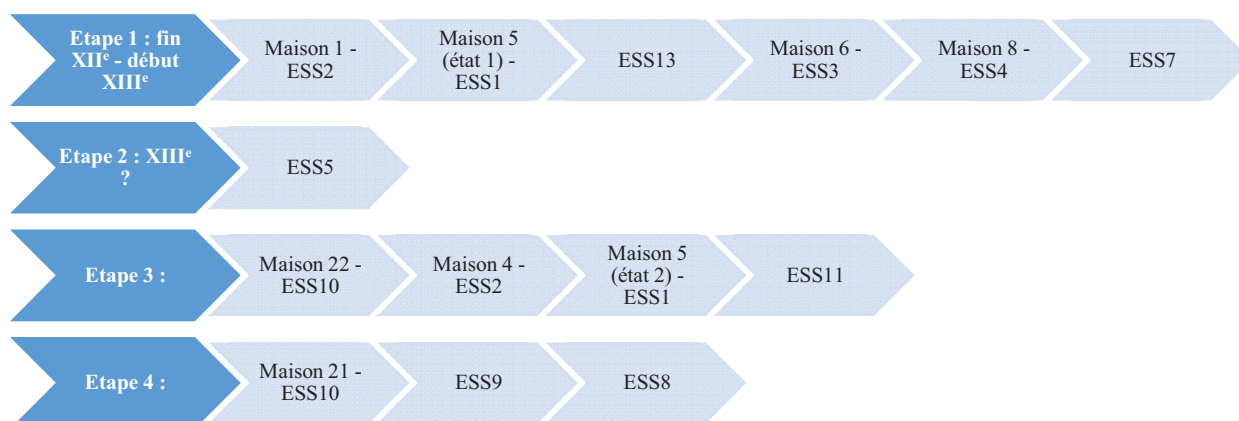 Etape 1 : fin
XIIᵉ - début
XIIIᵉ
Maison 1 -
ESS2
Maison 5
(état 1) -
ESS1
ESS13
Maison 6 -
ESS3
Maison 8 -
ESS4
ESS7
Etape 2 : XIIIᵉ
?
ESS5
Etape 3 :
Maison 22 -
ESS10
Maison 4 -
ESS2
Maison 5
(état 2) -
ESS1
ESS11
Etape 4 :
Maison 21 -
ESS10
ESS9
ESS8